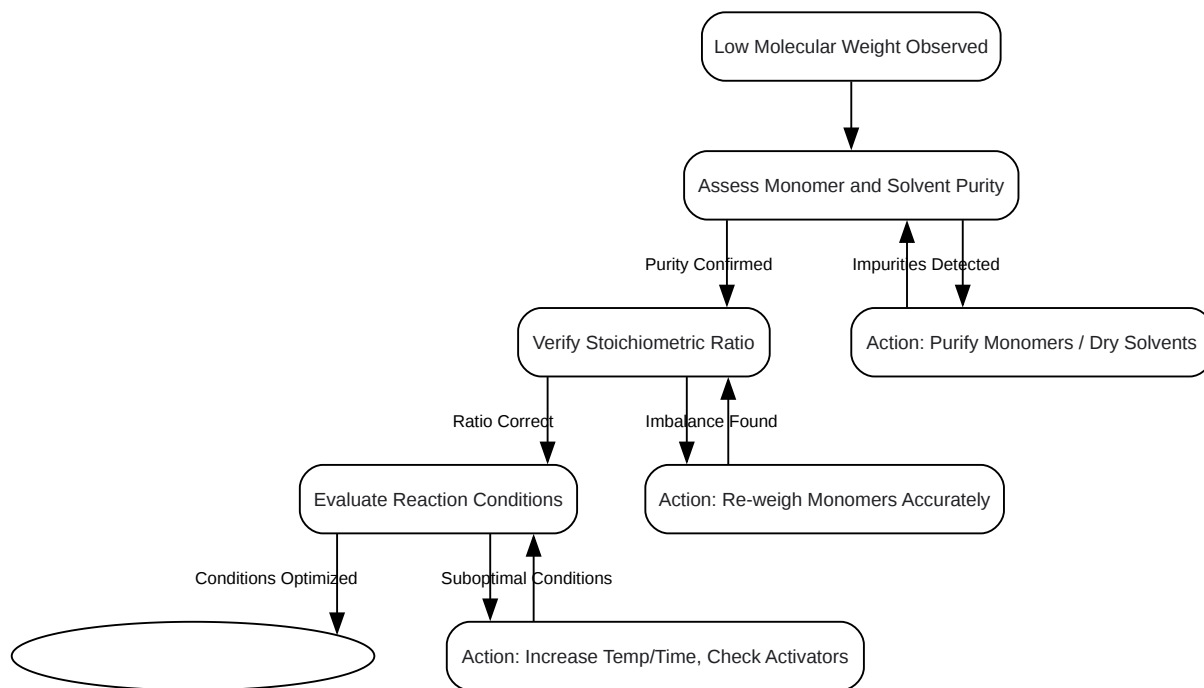 Low Molecular Weight Observed
Assess Monomer and Solvent Purity
Purity Confirmed
Impurities Detected
Verify Stoichiometric Ratio
Action: Purify Monomers / Dry Solvents
Ratio Correct
Imbalance Found
Evaluate Reaction Conditions
Action: Re-weigh Monomers Accurately
Conditions Optimized
Suboptimal Conditions
Action: Increase Temp/Time, Check Activators